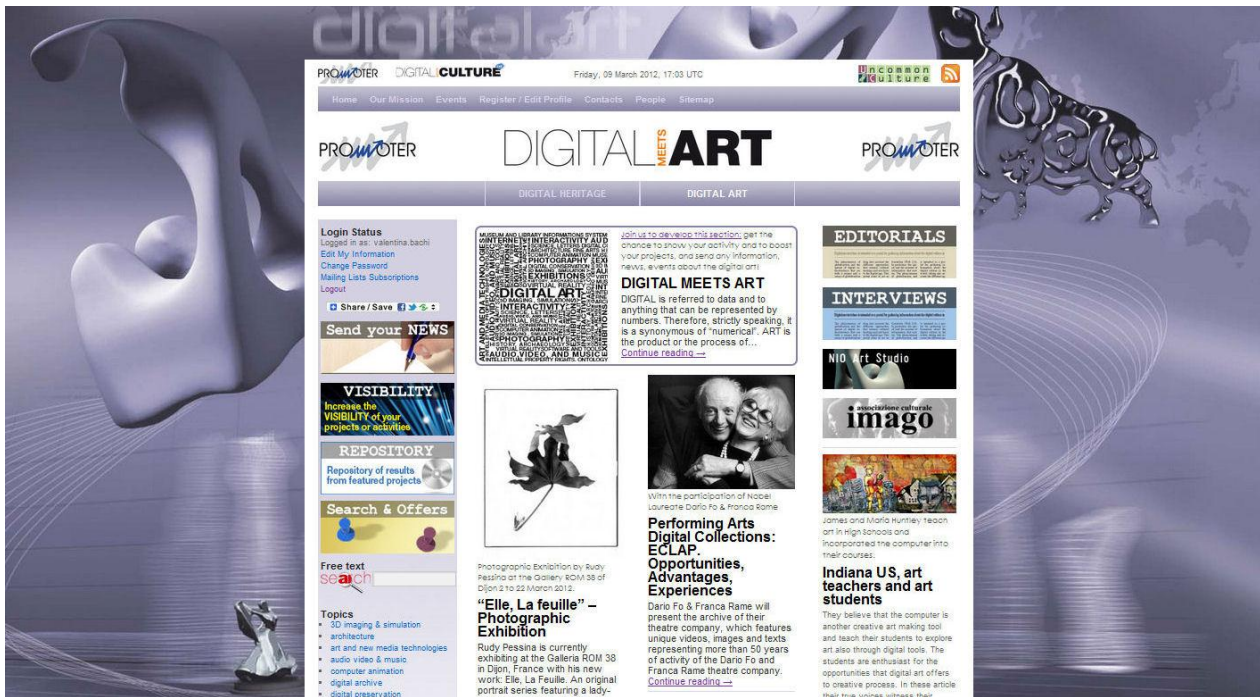 digitalart
PROMOTER DIGITALCULTURE Friday, 09 March 2012, 17:03 UTC Uncommon Culture
Home Our Mission Events Register / Edit Profile Contacts People Sitemap
PROMOTER DIGITAL MEETS ART PROMOTER
DIGITAL HERITAGE DIGITAL ART
Login Status
Logged in as: valentina.bachi
Edit My Information
Change Password
Mailing Lists Subscriptions
Logout
Share / Save
Send your NEWS
VISIBILITY
Increase the
VISIBILITY of your
projects or activities
REPOSITORY
Repository of results
from featured projects
Search & Offers
Free text
search
Topics
3D imaging & simulation
architecture
art and new media technologies
audio video & music
computer animation
digital archive
digital preservation
MUSEUM AND LIBRARY INFORMATIONS SYSTEM
INTERACTIVITY
EXHIBITIONS
DIGITAL ART
INTERACTIVITY
VIRTUAL REALITY
PHOTOGRAPHY
AUDIO, VIDEO, AND MUSIC
INTELLECTUAL PROPERTY RIGHTS. ONTOLOGY
Join us to develop this section: get the
chance to show your activity and to boost
your projects, and send any information,
news, events about the digital art!
DIGITAL MEETS ART
DIGITAL is referred to data and to
anything that can be represented by
numbers. Therefore, strictly speaking, it
is a synonymous of “numerical”. ART is
the product or the process of…
Continue reading →
Photographic Exhibition by Rudy
Pessina at the Gallery ROM 38 of
Dijon 2 to 22 March 2012.
“Elle, La feuille” –
Photographic
Exhibition
Rudy Pessina is currently
exhibiting at the Galleria ROM 38
in Dijon, France with his new
work: Elle, La Feuille. An original
portrait series featuring a lady-
With the participation of Nobel
Laureate Dario Fo & Franca Rame
Performing Arts
Digital Collections:
ECLAP.
Opportunities,
Advantages,
Experiences
Dario Fo & Franca Rame will
present the archive of their
theatre company, which features
unique videos, images and texts
representing more than 50 years
of activity of the Dario Fo and
Franca Rame theatre company.
Continue reading →
EDITORIALS
INTERVIEWS
NIO Art Studio
associazione culturale
imago
James and Maria Huntley teach
art in High Schools and
incorporated the computer into
their courses.
Indiana US, art
teachers and art
students
They believe that the computer is
another creative art making tool
and teach their students to explore
art also through digital tools. The
students are enthusiast for the
opportunities that digital art offers
to creative process. In these article
their true voices witness their